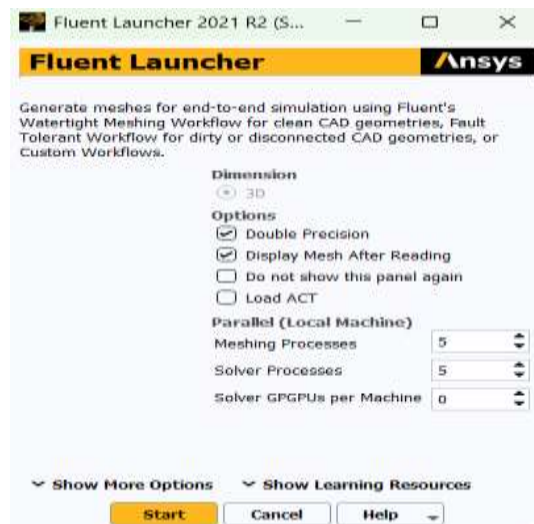 Fluent Launcher 2021 R2 (S...
Fluent Launcher
Ansys
Generate meshes for end-to-end simulation using Fluent's
Watertight Meshing Workflow for clean CAD geometries, Fault
Tolerant Workflow for dirty or disconnected CAD geometries, or
Custom Workflows.
Dimension
3D
Options
Double Precision
Display Mesh After Reading
Do not show this panel again
Load ACT
Parallel (Local Machine)
Meshing Processes 5
Solver Processes 5
Solver GPGPUs per Machine 0
Show More Options Show Learning Resources
Start Cancel Help